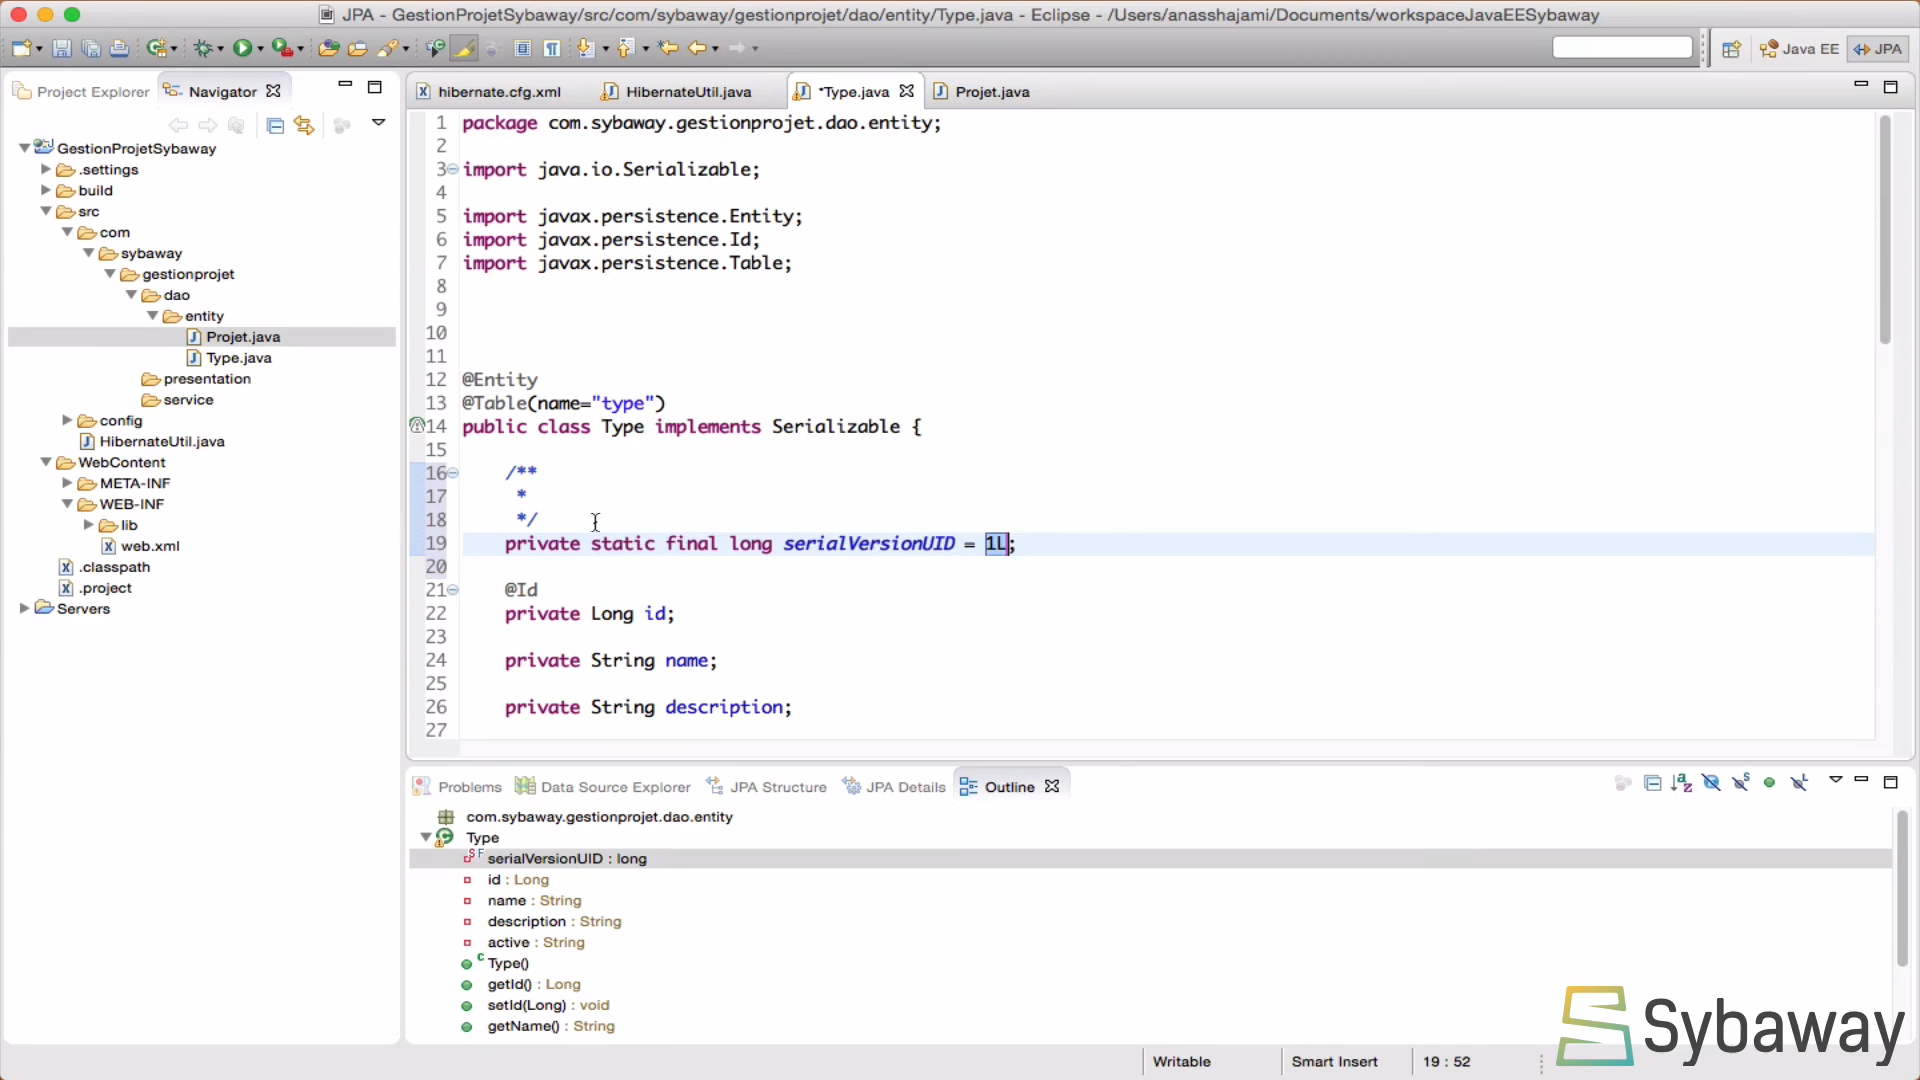 JPA - GestionProjetSybaway/src/com/sybaway/gestionprojet/dao/entity/Type.java - Eclipse - /Users/anasshajami/Documents/workspaceJavaEESybaway
Java EE
JPA
Project Explorer
Navigator
GestionProjetSybaway
.settings
build
src
com
sybaway
gestionprojet
dao
entity
Projet.java
Type.java
presentation
service
config
HibernateUtil.java
WebContent
META-INF
WEB-INF
lib
web.xml
.classpath
.project
Servers
hibernate.cfg.xml
HibernateUtil.java
*Type.java
Projet.java
1 package com.sybaway.gestionprojet.dao.entity;
2
3 import java.io.Serializable;
4
5 import javax.persistence.Entity;
6 import javax.persistence.Id;
7 import javax.persistence.Table;
8
9
10
11
12 @Entity
13 @Table(name="type")
14 public class Type implements Serializable {
15
16 /**
17 *
18 */
19 private static final long serialVersionUID = 1L;
20
21 @Id
22 private Long id;
23
24 private String name;
25
26 private String description;
27
Problems
Data Source Explorer
JPA Structure
JPA Details
Outline
com.sybaway.gestionprojet.dao.entity
Type
serialVersionUID : long
id : Long
name : String
description : String
active : String
Type()
getId() : Long
setId(Long) : void
getName() : String
Writable
Smart Insert
19 : 52
Sybaway